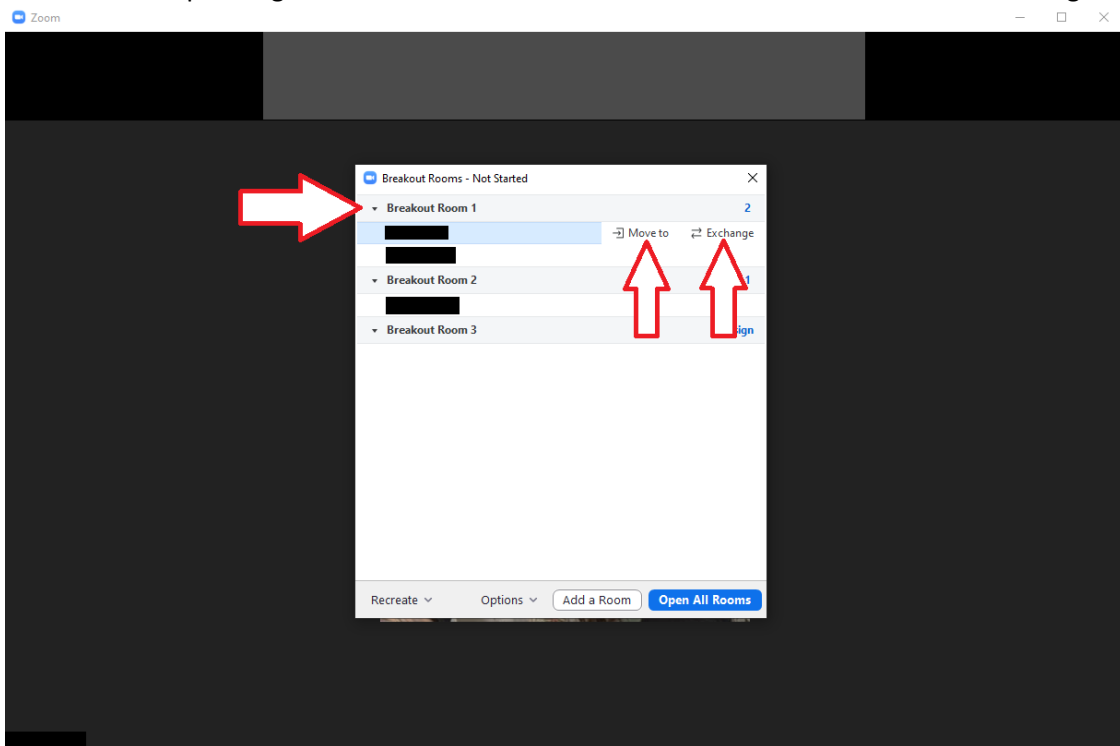 Zoom
Breakout Rooms - Not Started
Breakout Room 1 2
Move to Exchange
Breakout Room 2 1
Breakout Room 3
Recreate Options Add a Room Open All Rooms